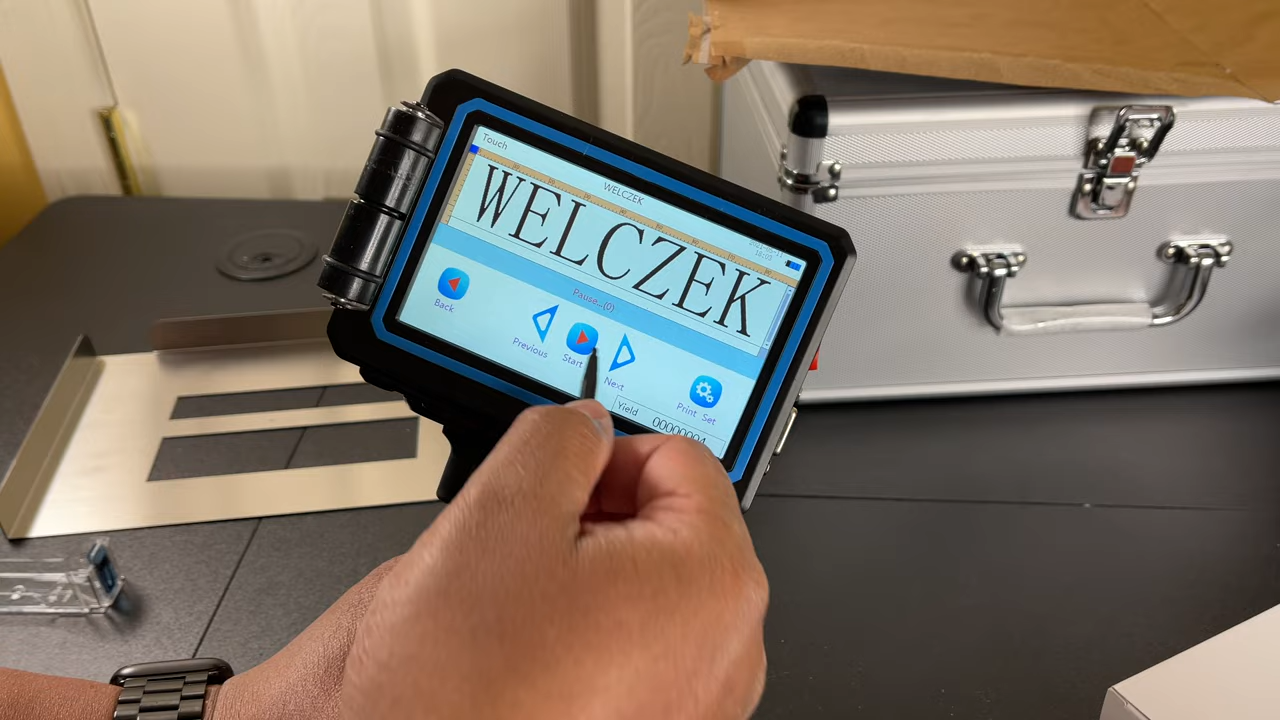 Touch
WELCZEK
WELCZEK
Pause...(0)
Back
Previous
Start
Next
Print Set
Yield 00000004